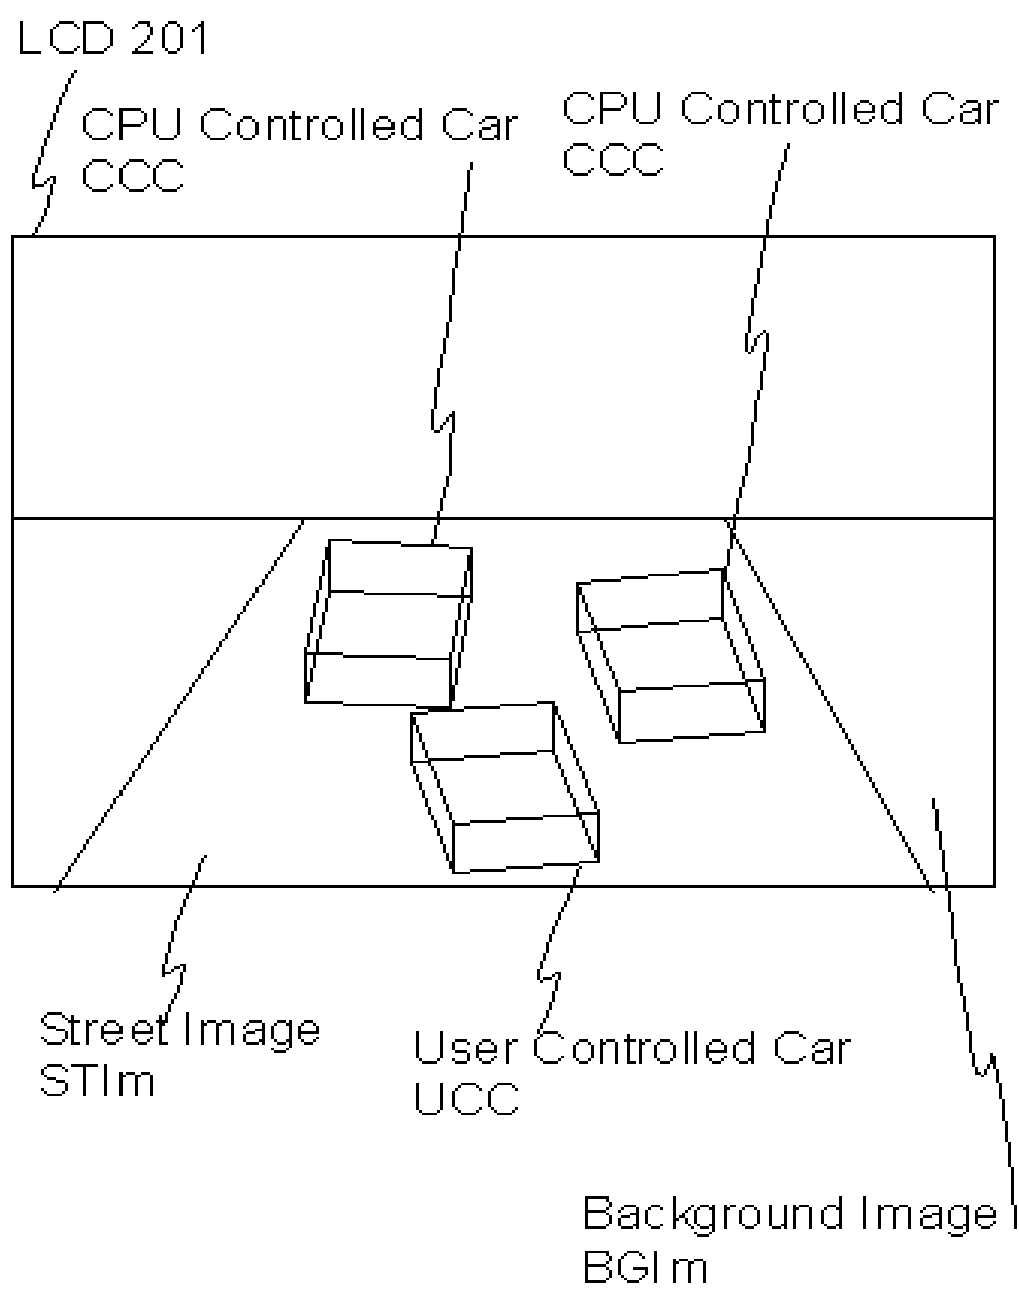 LCD 201
CPU Controlled Car
CCC
CPU Controlled Car
CCC
Street Image
STIm
User Controlled Car
UCC
Background Image
BGIm